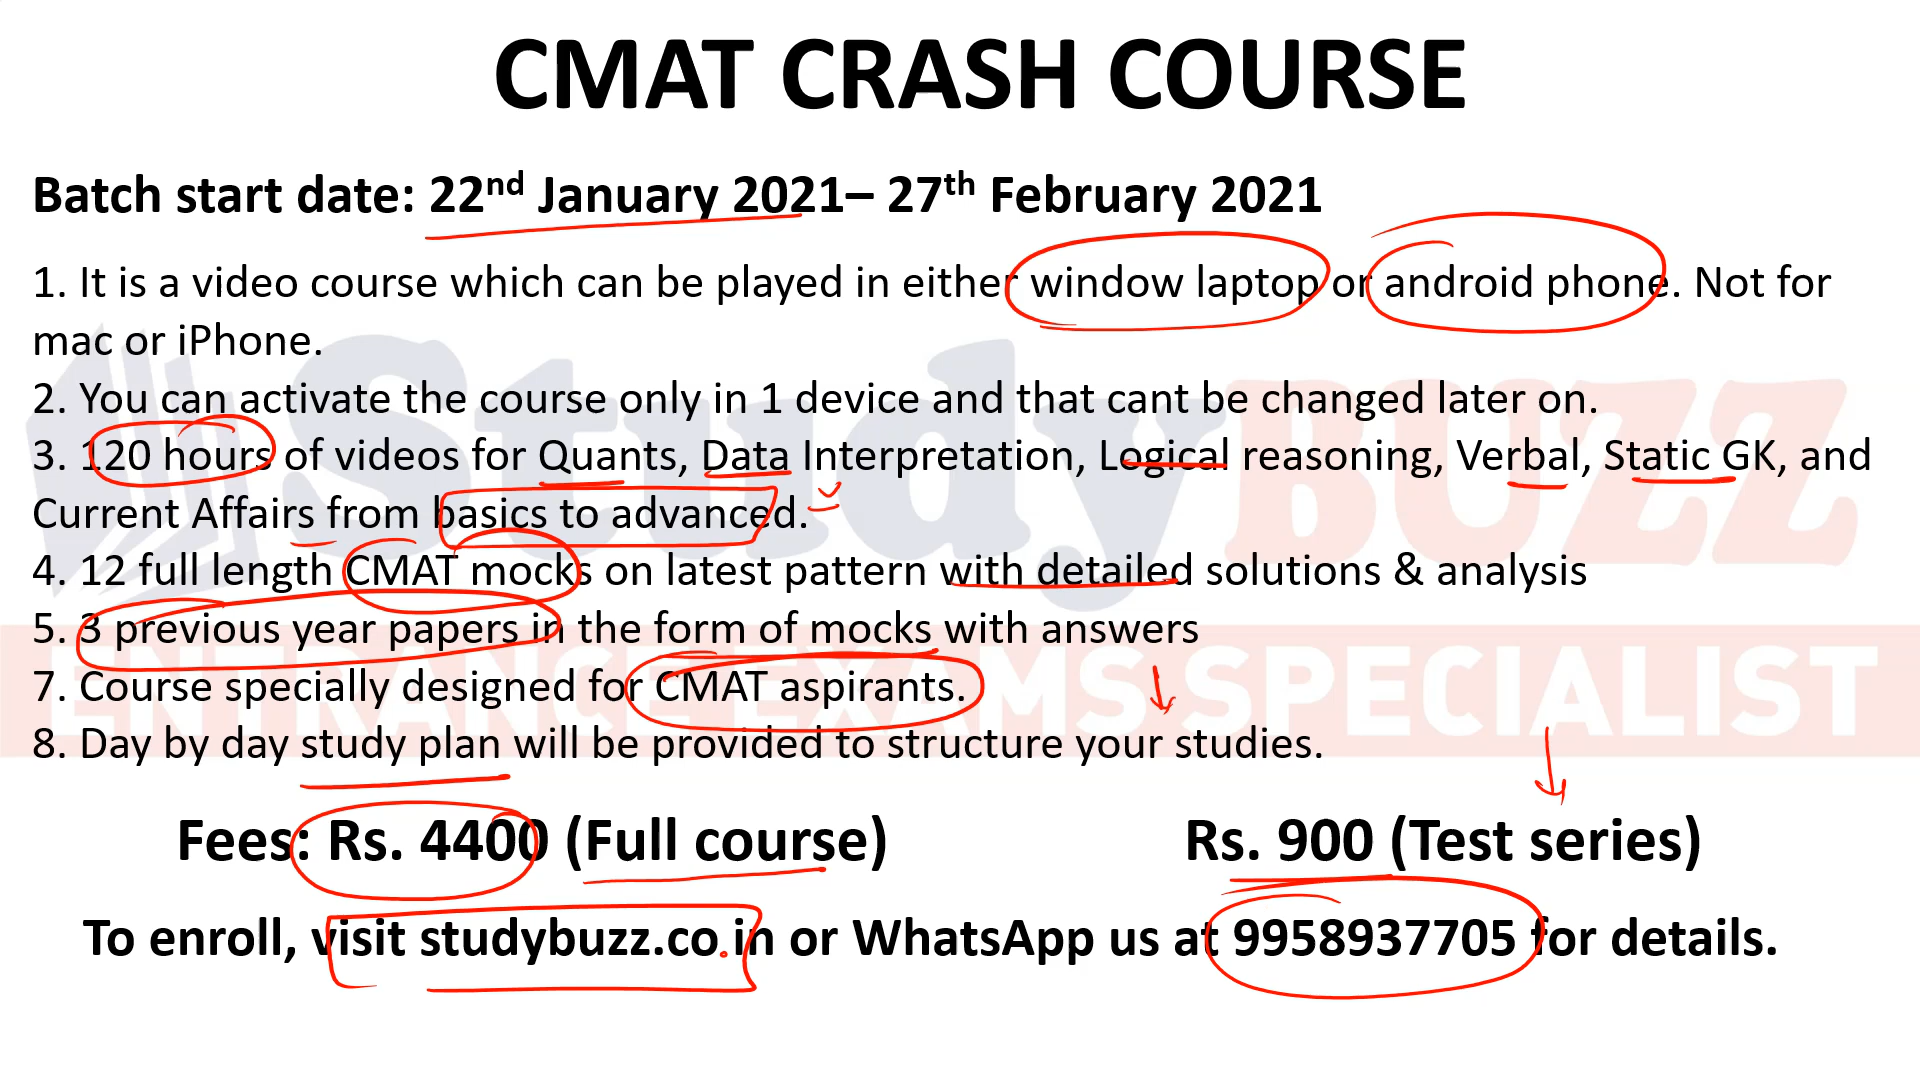 CMAT CRASH COURSE
Batch start date: 22nd January 2021– 27th February 2021
1. It is a video course which can be played in either window laptop or android phone. Not for
mac or iPhone.
2. You can activate the course only in 1 device and that cant be changed later on.
3. 120 hours of videos for Quants, Data Interpretation, Logical reasoning, Verbal, Static GK, and
Current Affairs from basics to advanced.
4. 12 full length CMAT mocks on latest pattern with detailed solutions & analysis
5. 3 previous year papers in the form of mocks with answers
7. Course specially designed for CMAT aspirants.
8. Day by day study plan will be provided to structure your studies.
Fees: Rs. 4400 (Full course) Rs. 900 (Test series)
To enroll, visit studybuzz.co.in or WhatsApp us at 9958937705 for details.
StudyBUZZ
ENTRANCE EXAMS SPECIALIST